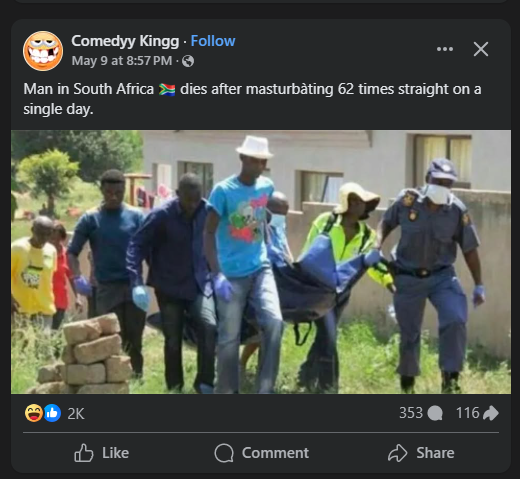 Comedyy Kingg · Follow
May 9 at 8:57 PM ·
Man in South Africa 🇿🇦 dies after masturbàting 62 times straight on a
single day.
2K
353
116
Like
Comment
Share